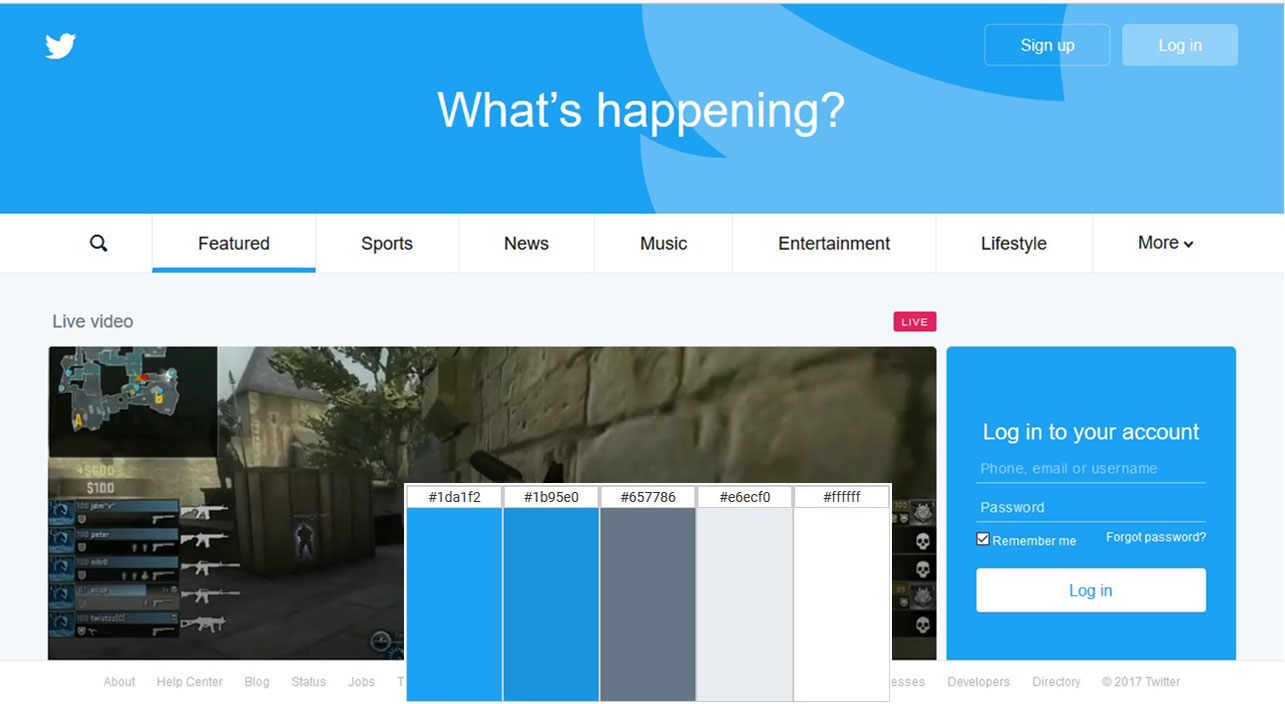 Sign up
Log in
What's happening?
Featured
Sports
News
Music
Entertainment
Lifestyle
More
Live video
LIVE
A
B
+$600
$100
100 jdm^v^
100 peter
100 nitr0
100 twistzz[C]
Log in to your account
Phone, email or username
Password
Remember me
Forgot password?
Log in
#1da1f2
#1b95e0
#657786
#e6ecf0
#ffffff
About
Help Center
Blog
Status
Jobs
T
esses
Developers
Directory
© 2017 Twitter